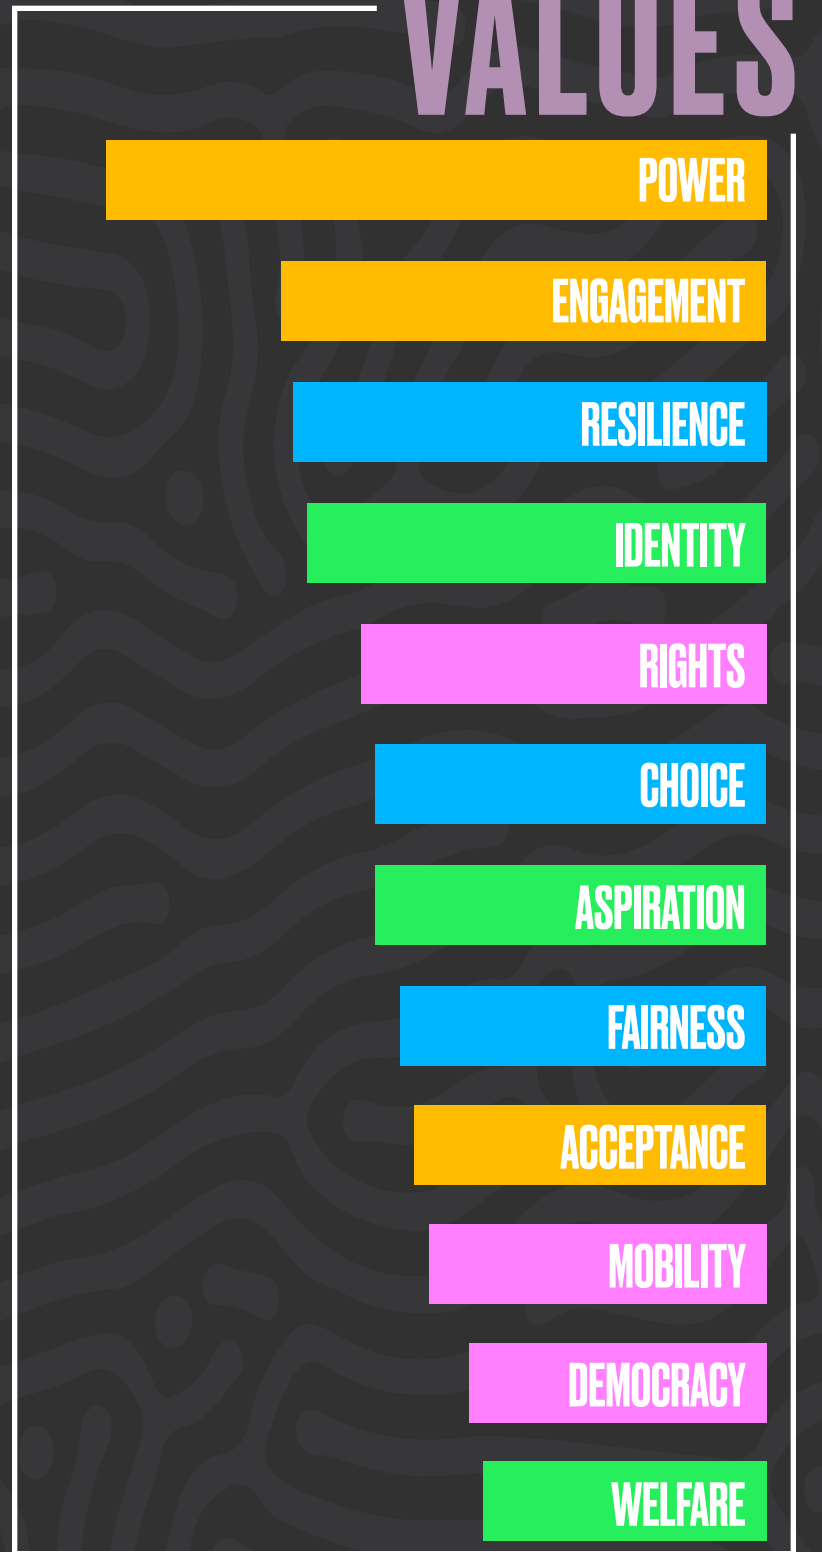 VALUES
POWER
ENGAGEMENT
RESILIENCE
IDENTITY
RIGHTS
CHOICE
ASPIRATION
FAIRNESS
ACCEPTANCE
MOBILITY
DEMOCRACY
WELFARE